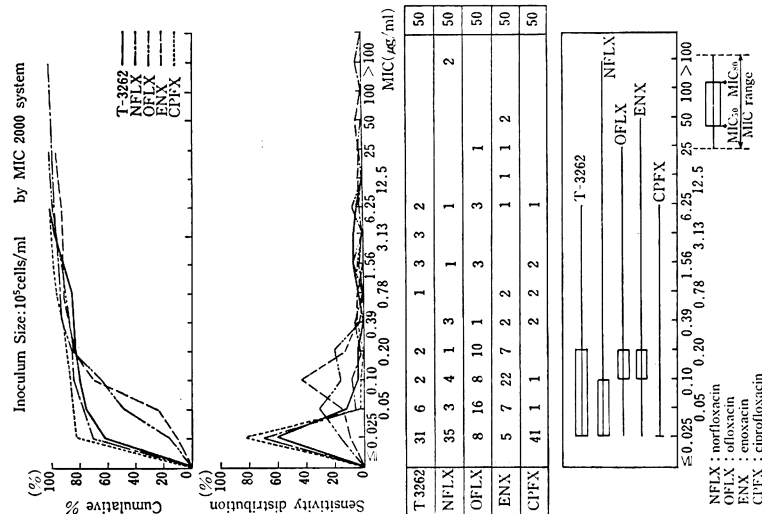 Inoculum Size:10⁵cells/ml by MIC 2000 system
(%)
100
80
60
40
20
0
Cumulative %
T-3262
NFLX
OFLX
ENX
CPFX
(%)
100
80
60
40
20
0
Sensitivity distribution
≦0.025 0.05 0.10 0.20 0.39 0.78 1.56 3.13 6.25 12.5 25 50 100 >100
MIC(μg/ml)
T 3262 31 6 2 2 1 3 3 2 50
NFLX 35 3 4 1 3 1 1 2 50
OFLX 8 16 8 10 1 3 3 1 50
ENX 5 7 22 7 2 2 1 1 1 2 50
CPFX 41 1 1 2 2 2 1 50
T-3262
NFLX
OFLX
ENX
CPFX
≦0.025 0.05 0.10 0.20 0.39 0.78 1.56 3.13 6.25 12.5 25 50 100 >100
NFLX : norfloxacin
OFLX : ofloxacin
ENX : enoxacin
CPFX : ciprofloxacin
MIC₅₀ MIC₈₀
MIC range